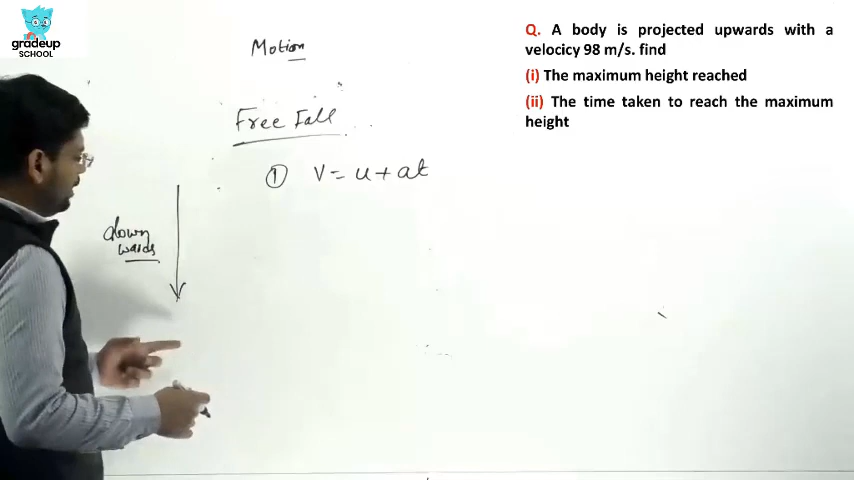 gradeup
SCHOOL
Motion
Free Fall
① V = u + at
down
wards
Q. A body is projected upwards with a
velocicy 98 m/s. find
(i) The maximum height reached
(ii) The time taken to reach the maximum
height